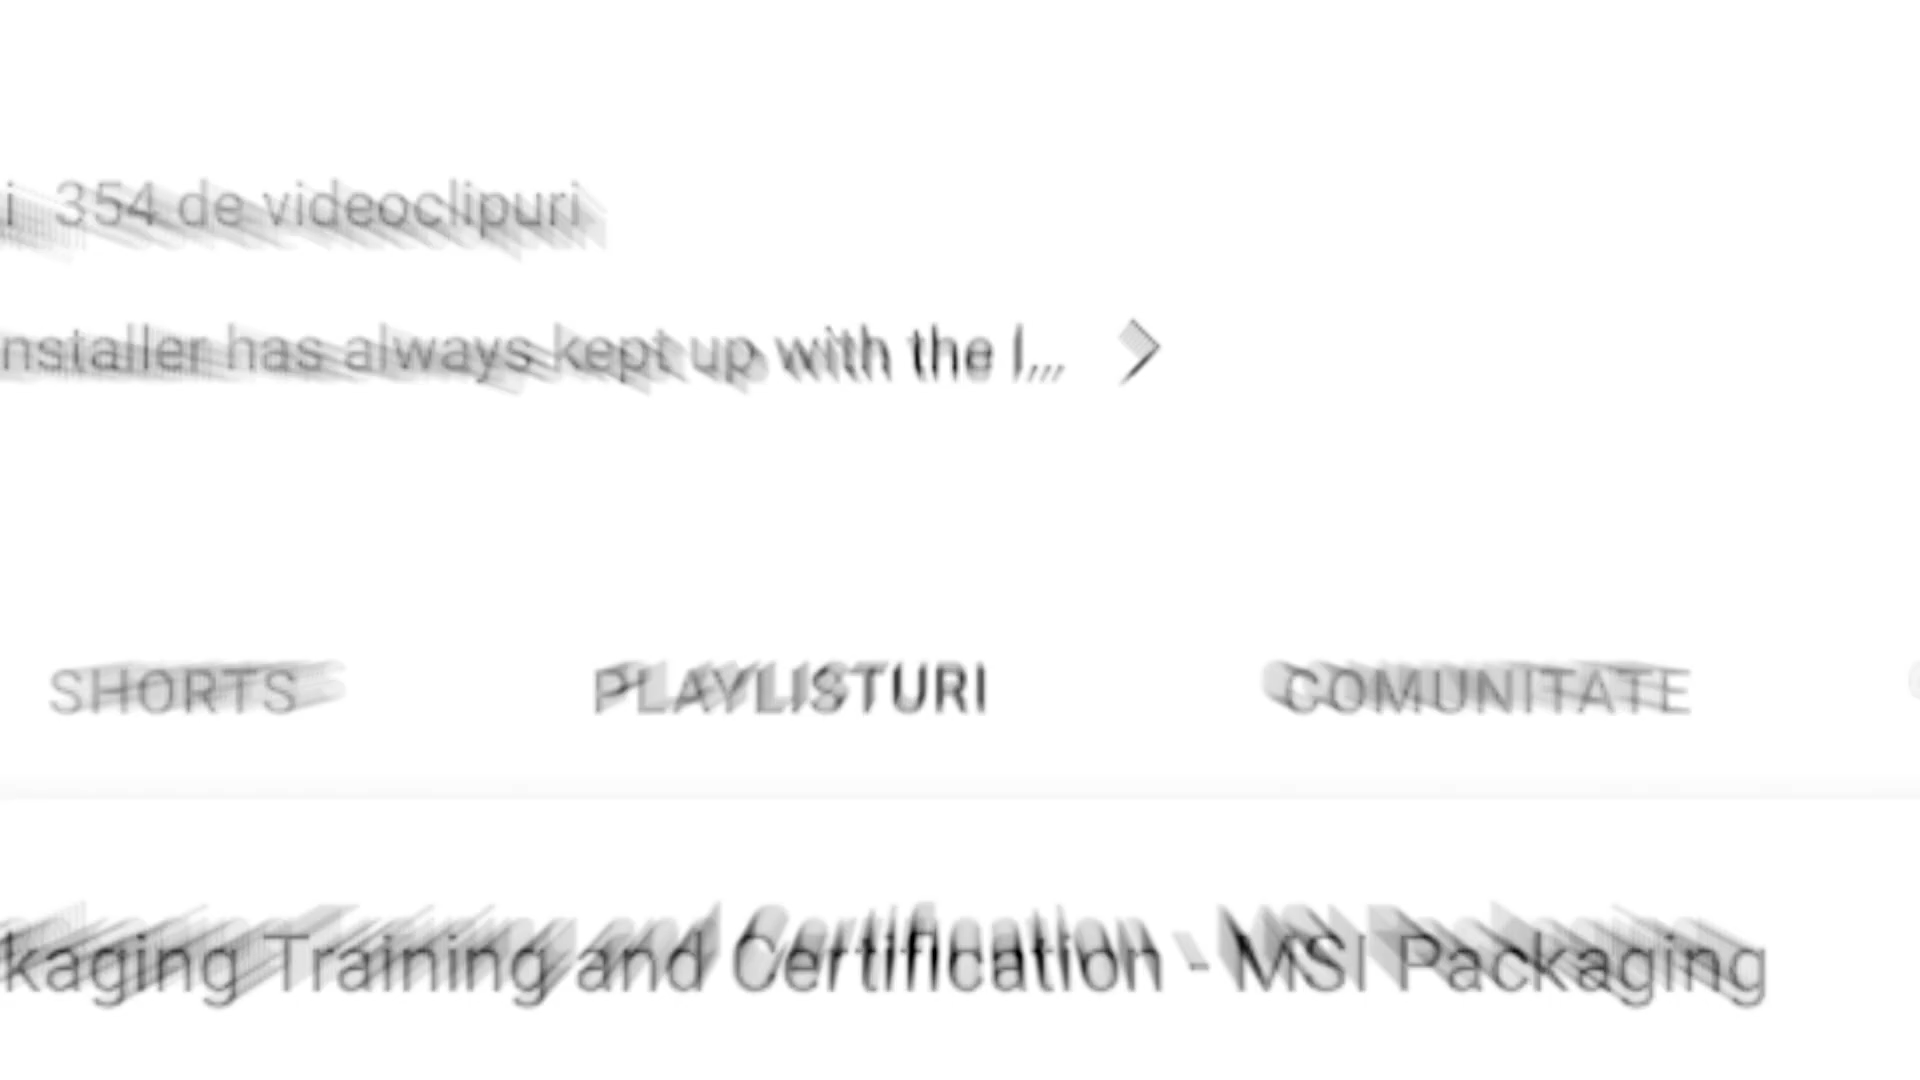 i 354 de videoclipuri
nstaller has always kept up with the l...
SHORTS PLAYLISTURI COMUNITATE
kaging Training and Certification - MSI Packaging